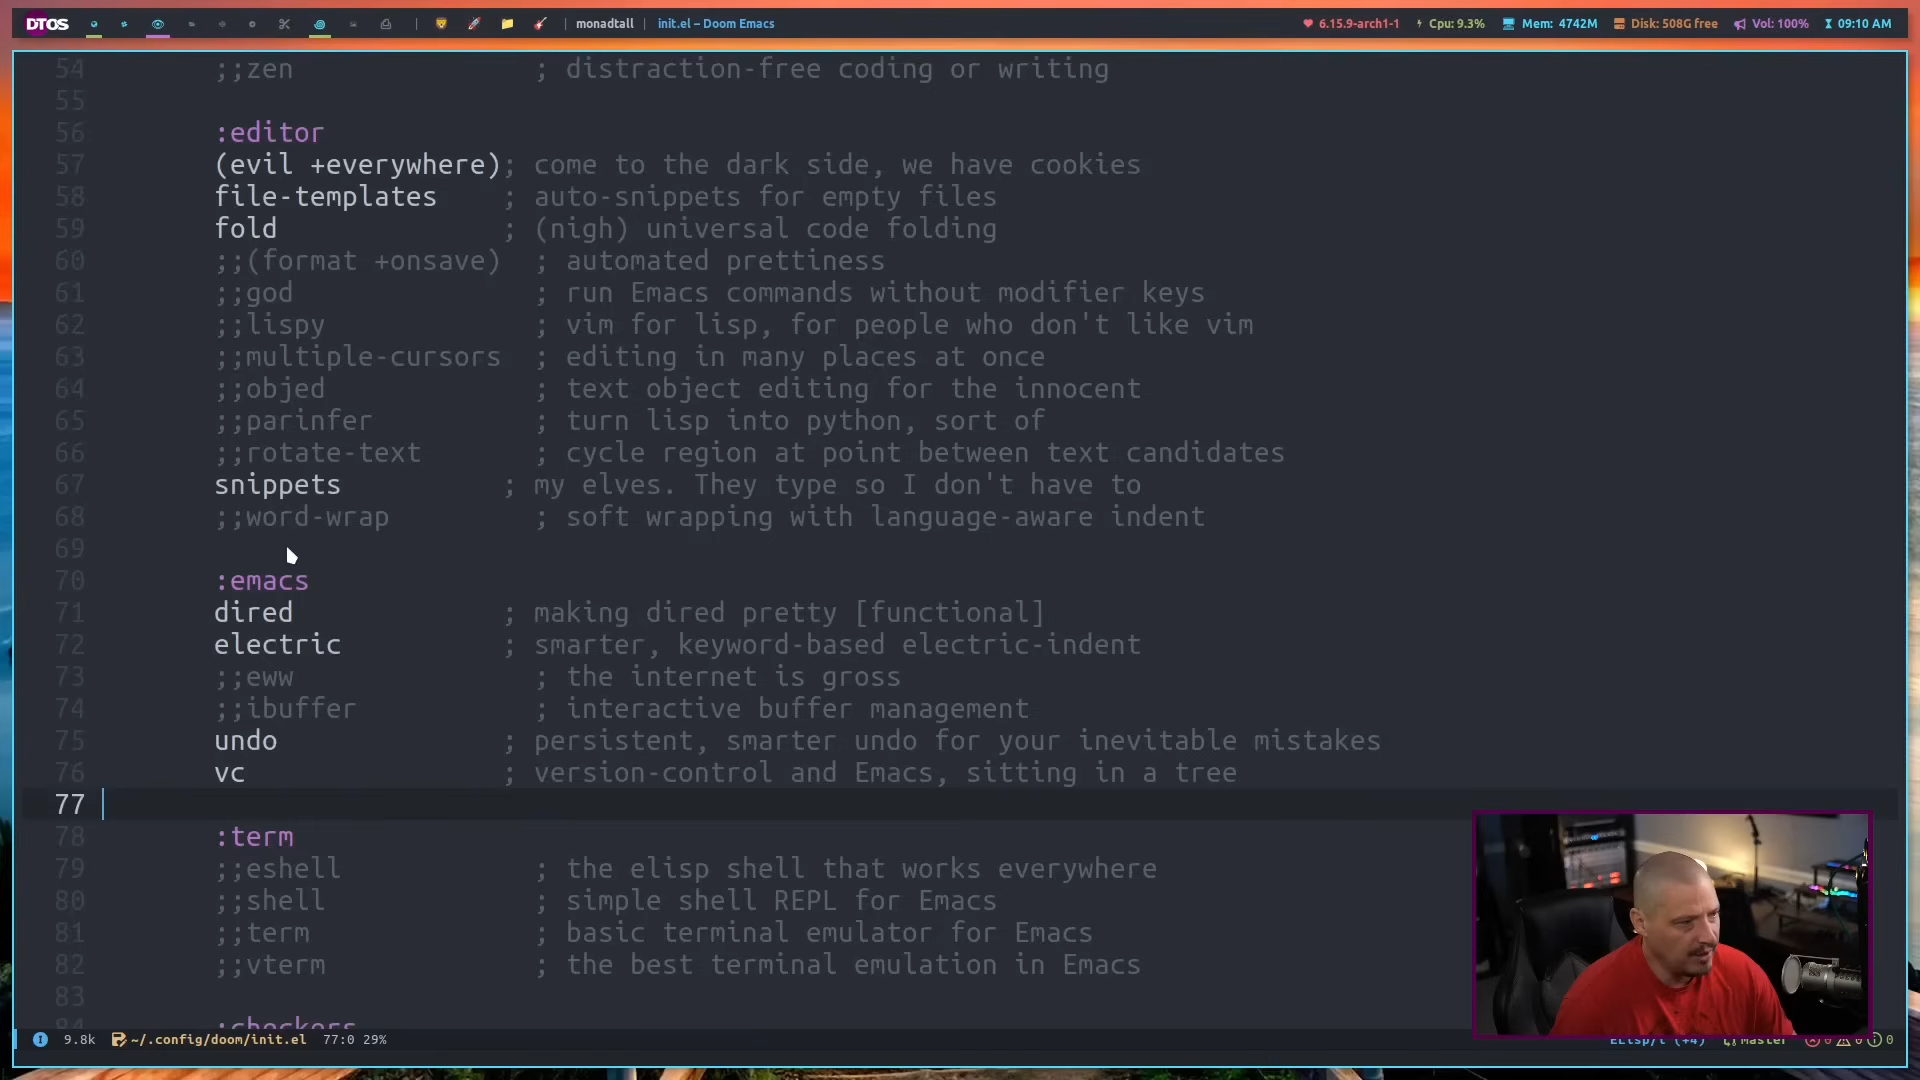 DTOS | monadtall | init.el – Doom Emacs 6.15.9-arch1-1 Cpu: 9.3% Mem: 4742M Disk: 508G free Vol: 100% 09:10 AM
54 ;;zen ; distraction-free coding or writing
55
56 :editor
57 (evil +everywhere); come to the dark side, we have cookies
58 file-templates ; auto-snippets for empty files
59 fold ; (nigh) universal code folding
60 ;;(format +onsave) ; automated prettiness
61 ;;god ; run Emacs commands without modifier keys
62 ;;lispy ; vim for lisp, for people who don't like vim
63 ;;multiple-cursors ; editing in many places at once
64 ;;objed ; text object editing for the innocent
65 ;;parinfer ; turn lisp into python, sort of
66 ;;rotate-text ; cycle region at point between text candidates
67 snippets ; my elves. They type so I don't have to
68 ;;word-wrap ; soft wrapping with language-aware indent
69
70 :emacs
71 dired ; making dired pretty [functional]
72 electric ; smarter, keyword-based electric-indent
73 ;;eww ; the internet is gross
74 ;;ibuffer ; interactive buffer management
75 undo ; persistent, smarter undo for your inevitable mistakes
76 vc ; version-control and Emacs, sitting in a tree
77
78 :term
79 ;;eshell ; the elisp shell that works everywhere
80 ;;shell ; simple shell REPL for Emacs
81 ;;term ; basic terminal emulator for Emacs
82 ;;vterm ; the best terminal emulation in Emacs
83
84 :checkers
9.8k ~/.config/doom/init.el 77:0 29% ELisp/l (+4) master 0 0 0